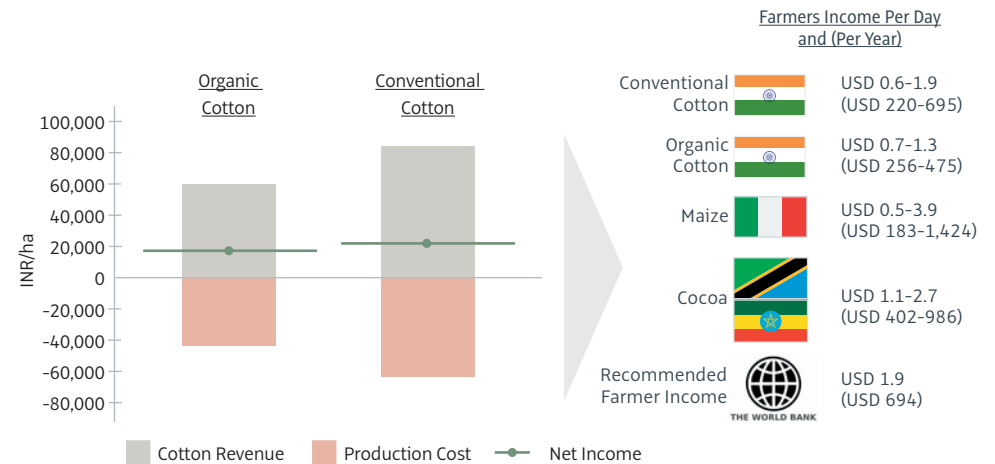 Farmers Income Per Day
and (Per Year)
Organic
Cotton
Conventional
Cotton
INR/ha
100,000
80,000
60,000
40,000
20,000
0
-20,000
-40,000
-60,000
-80,000
Cotton Revenue
Production Cost
Net Income
Conventional
Cotton
USD 0.6–1.9
(USD 220–695)
Organic
Cotton
USD 0.7–1.3
(USD 256–475)
Maize
USD 0.5–3.9
(USD 183–1,424)
Cocoa
USD 1.1–2.7
(USD 402–986)
Recommended
Farmer Income
THE WORLD BANK
USD 1.9
(USD 694)